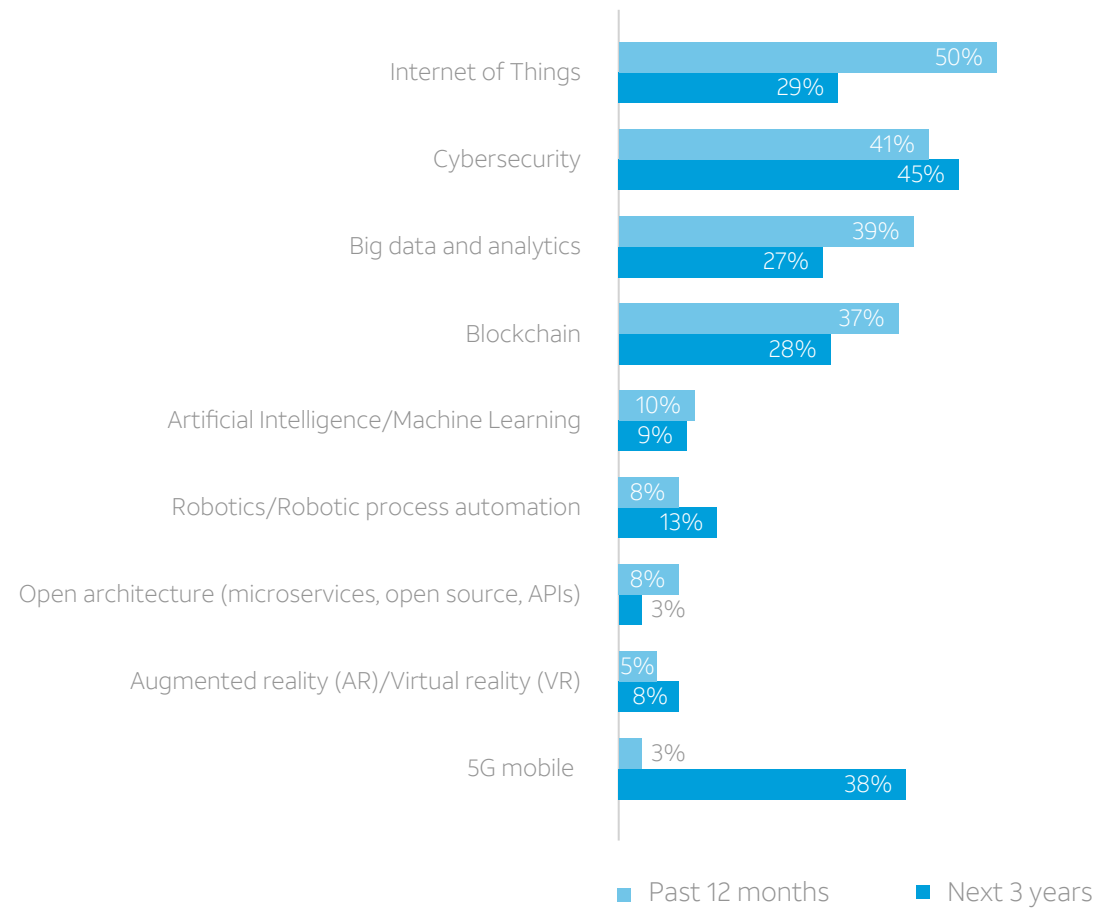 50%
Internet of Things
29%
41%
Cybersecurity
45%
39%
Big data and analytics
27%
37%
Blockchain
28%
10%
Artificial Intelligence/Machine Learning
9%
8%
Robotics/Robotic process automation
13%
8%
Open architecture (microservices, open source, APIs)
3%
5%
Augmented reality (AR)/Virtual reality (VR)
8%
3%
5G mobile
38%
Past 12 months
Next 3 years